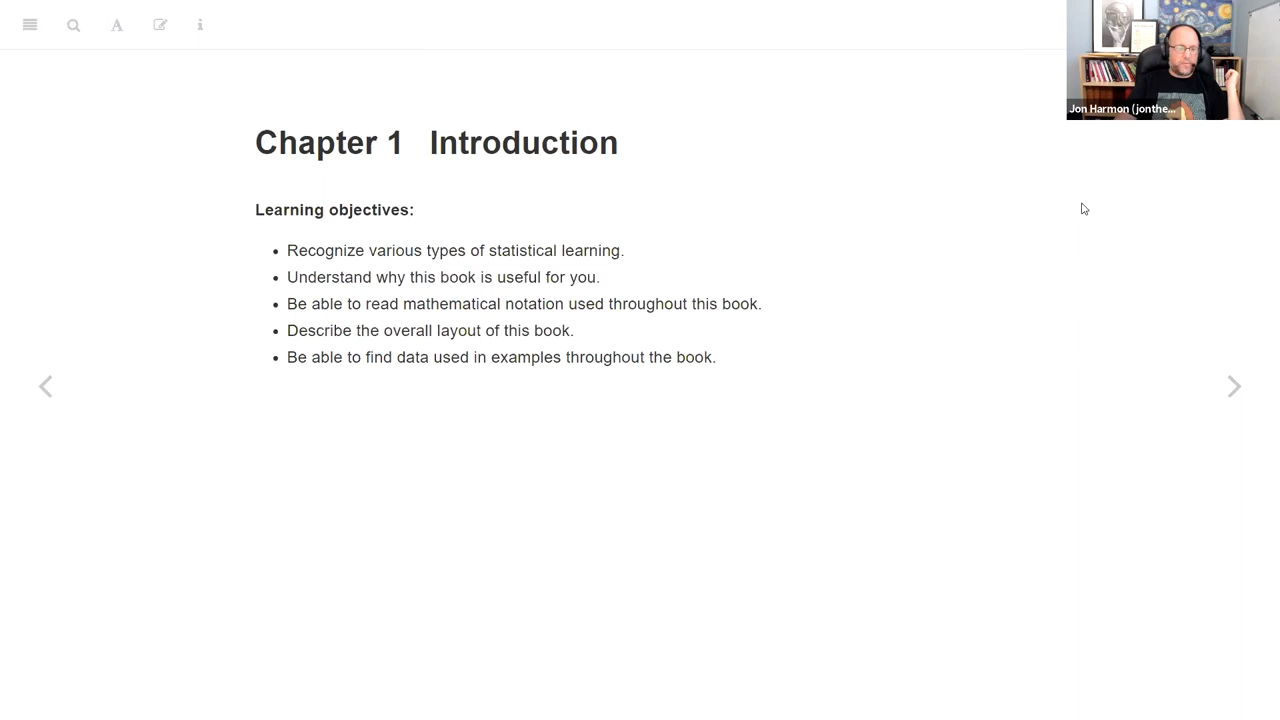 Jon Harmon (jonthe...
Chapter 1 Introduction
Learning objectives:
• Recognize various types of statistical learning.
• Understand why this book is useful for you.
• Be able to read mathematical notation used throughout this book.
• Describe the overall layout of this book.
• Be able to find data used in examples throughout the book.